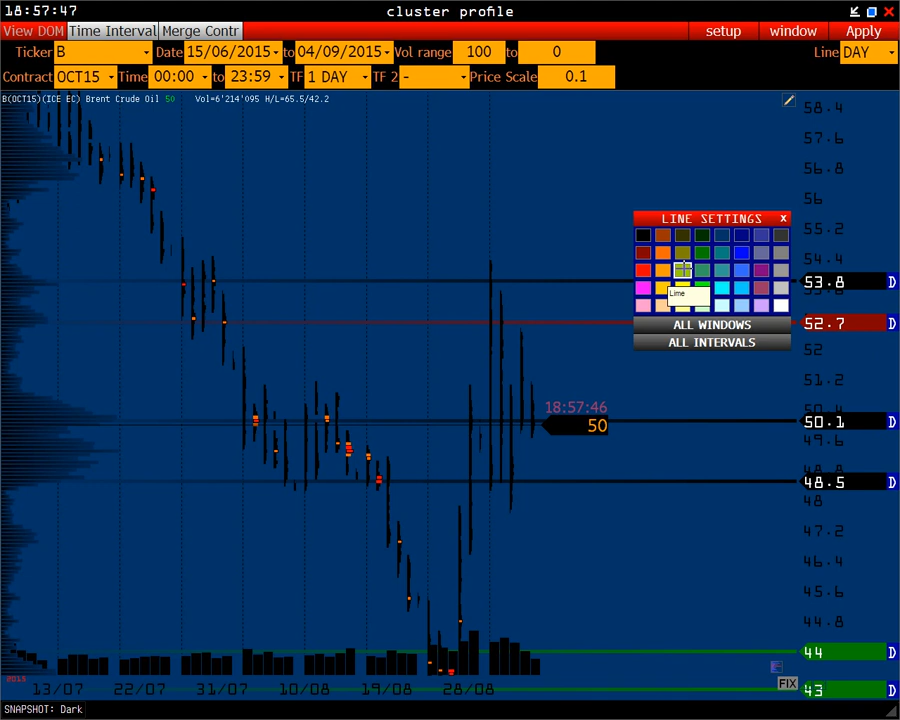 18:57:47 cluster profile
View DOM Time Interval Merge Contr setup window Apply
Ticker B Date 15/06/2015 to 04/09/2015 Vol range 100 to 0 Line DAY
Contract OCT15 Time 00:00 to 23:59 TF 1 DAY TF 2 - Price Scale 0.1
B(OCT15)(ICE EC) Brent Crude Oil 50 Vol=6'214'095 H/L=65.5/42.2
58.4
57.6
56.8
56
55.2
LINE SETTINGS x
54.4
53.8 D
Lime
52.7 D
ALL WINDOWS
ALL INTERVALS
52
51.2
18:57:46
50
50.1 D
49.6
48.5 D
48
47.2
46.4
45.6
44.8
44 D
2015
13/07 22/07 31/07 10/08 19/08 28/08
FIX
43 D
SNAPSHOT: Dark